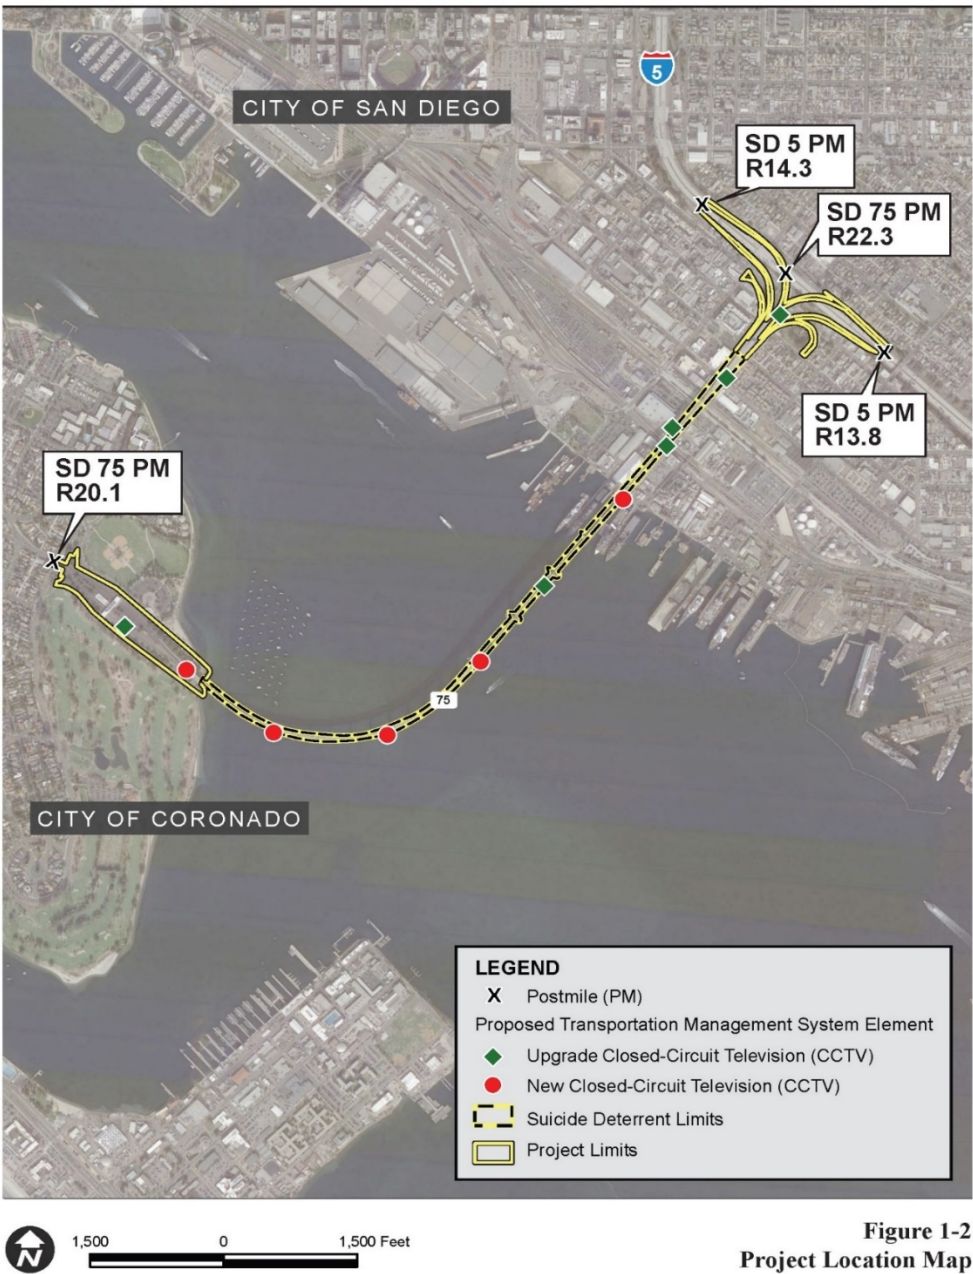 5
CITY OF SAN DIEGO
SD 5 PM
R14.3
X
SD 75 PM
R22.3
X
X
SD 5 PM
R13.8
SD 75 PM
R20.1
X
75
CITY OF CORONADO
LEGEND
X Postmile (PM)
Proposed Transportation Management System Element
Upgrade Closed-Circuit Television (CCTV)
New Closed-Circuit Television (CCTV)
Suicide Deterrent Limits
Project Limits
N
1,500 0 1,500 Feet
Figure 1-2
Project Location Map